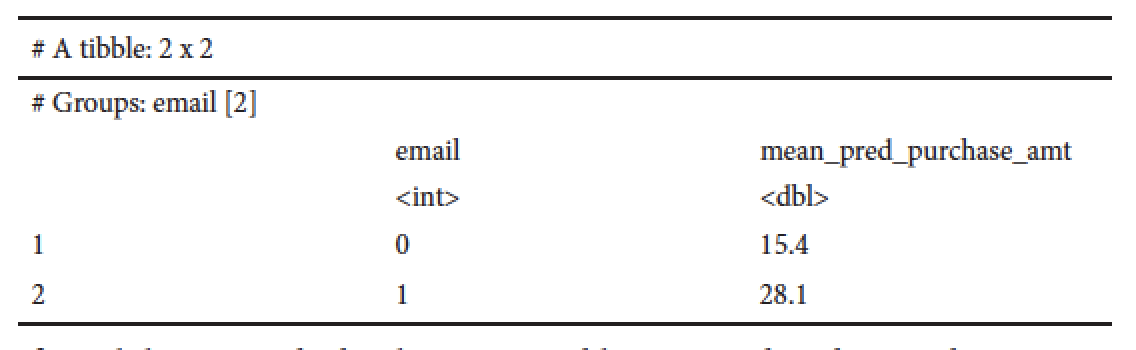 # A tibble: 2 x 2
# Groups: email [2]
email mean_pred_purchase_amt
<int> <dbl>
1 0 15.4
2 1 28.1